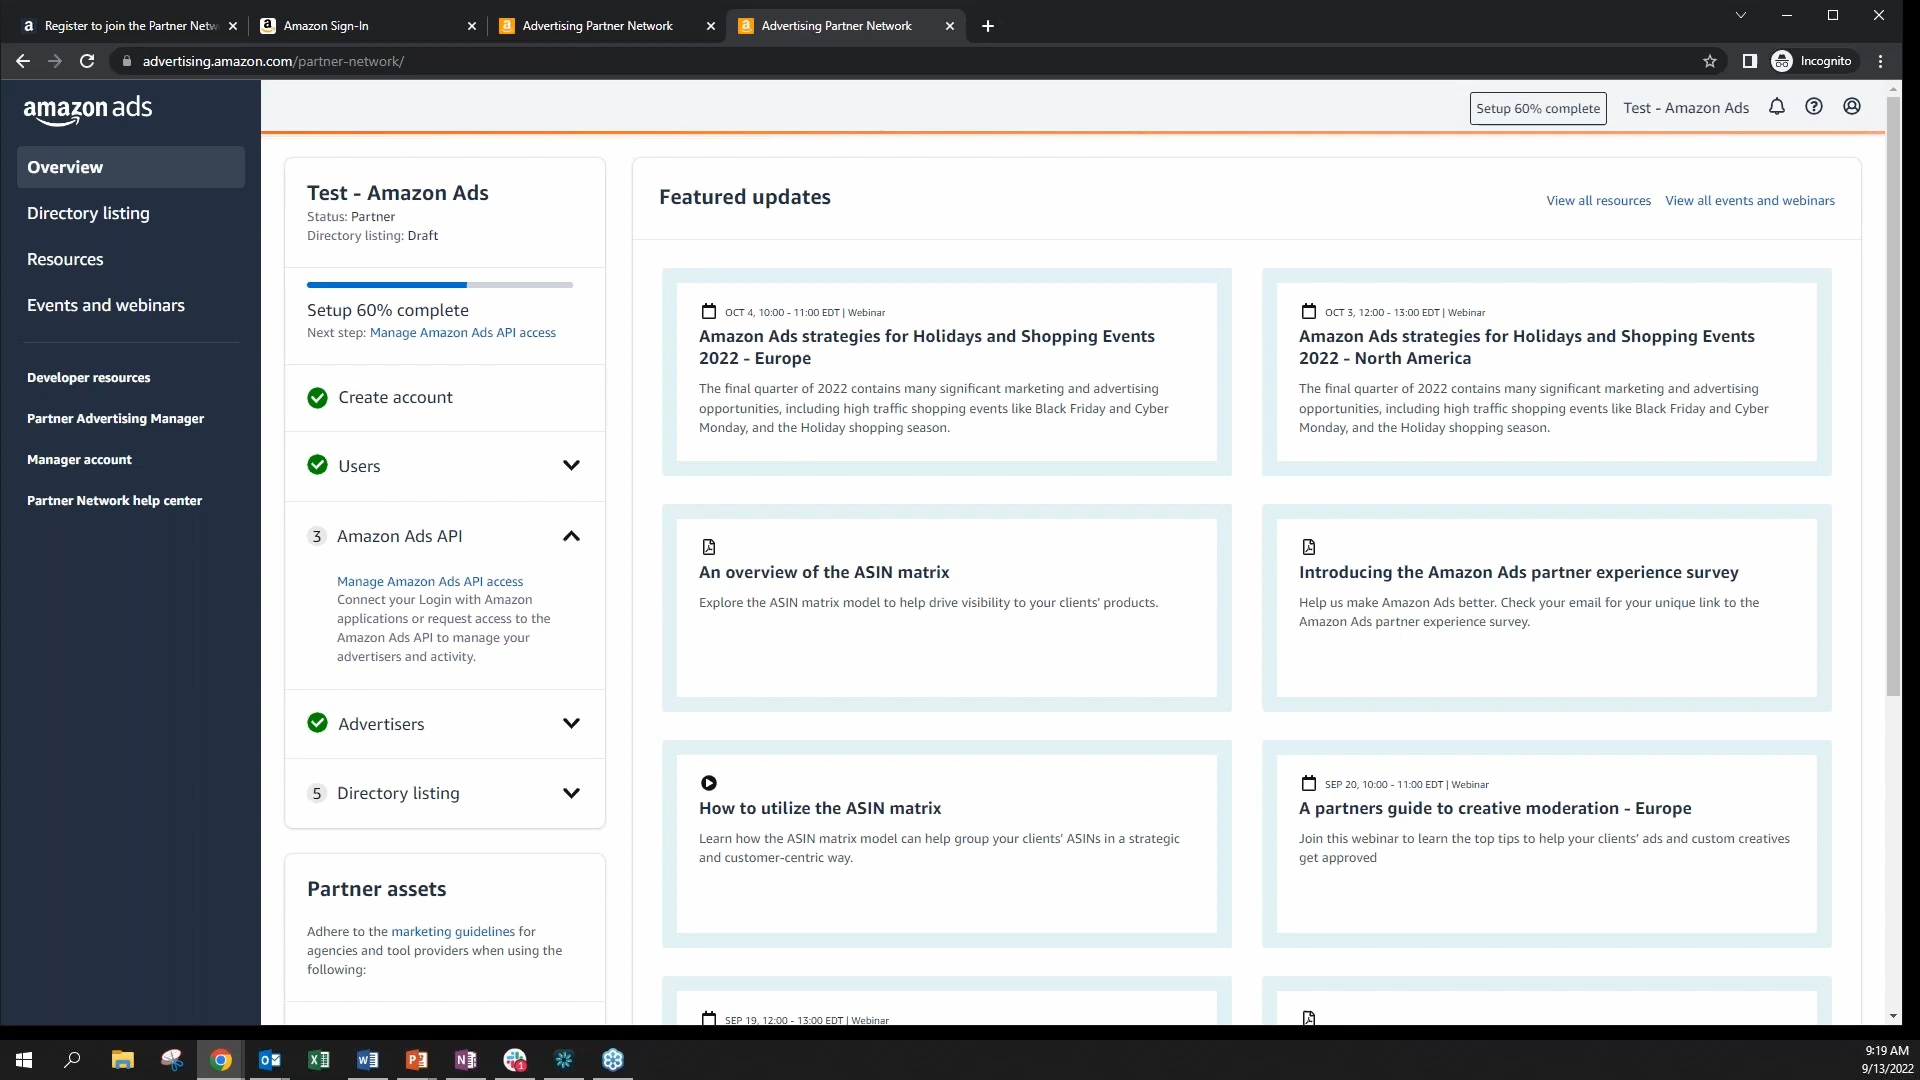 Register to join the Partner Netw
Amazon Sign-In
Advertising Partner Network
Advertising Partner Network
advertising.amazon.com/partner-network/
Incognito
amazon ads
Setup 60% complete
Test - Amazon Ads
Overview
Directory listing
Resources
Events and webinars
Developer resources
Partner Advertising Manager
Manager account
Partner Network help center
Test - Amazon Ads
Status: Partner
Directory listing: Draft
Setup 60% complete
Next step: Manage Amazon Ads API access
Create account
Users
3 Amazon Ads API
Manage Amazon Ads API access
Connect your Login with Amazon
applications or request access to the
Amazon Ads API to manage your
advertisers and activity.
Advertisers
5 Directory listing
Partner assets
Adhere to the marketing guidelines for
agencies and tool providers when using the
following:
Featured updates
View all resources
View all events and webinars
OCT 4, 10:00 - 11:00 EDT | Webinar
Amazon Ads strategies for Holidays and Shopping Events
2022 - Europe
The final quarter of 2022 contains many significant marketing and advertising
opportunities, including high traffic shopping events like Black Friday and Cyber
Monday, and the Holiday shopping season.
OCT 3, 12:00 - 13:00 EDT | Webinar
Amazon Ads strategies for Holidays and Shopping Events
2022 - North America
The final quarter of 2022 contains many significant marketing and advertising
opportunities, including high traffic shopping events like Black Friday and Cyber
Monday, and the Holiday shopping season.
An overview of the ASIN matrix
Explore the ASIN matrix model to help drive visibility to your clients' products.
Introducing the Amazon Ads partner experience survey
Help us make Amazon Ads better. Check your email for your unique link to the
Amazon Ads partner experience survey.
How to utilize the ASIN matrix
Learn how the ASIN matrix model can help group your clients' ASINs in a strategic
and customer-centric way.
SEP 20, 10:00 - 11:00 EDT | Webinar
A partners guide to creative moderation - Europe
Join this webinar to learn the top tips to help your clients' ads and custom creatives
get approved
SEP 19, 12:00 - 13:00 EDT | Webinar
9:19 AM
9/13/2022